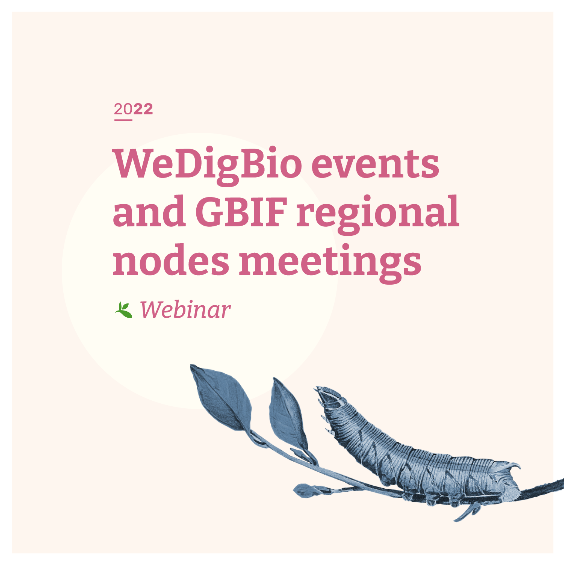 2022
WeDigBio events
and GBIF regional
nodes meetings
Webinar